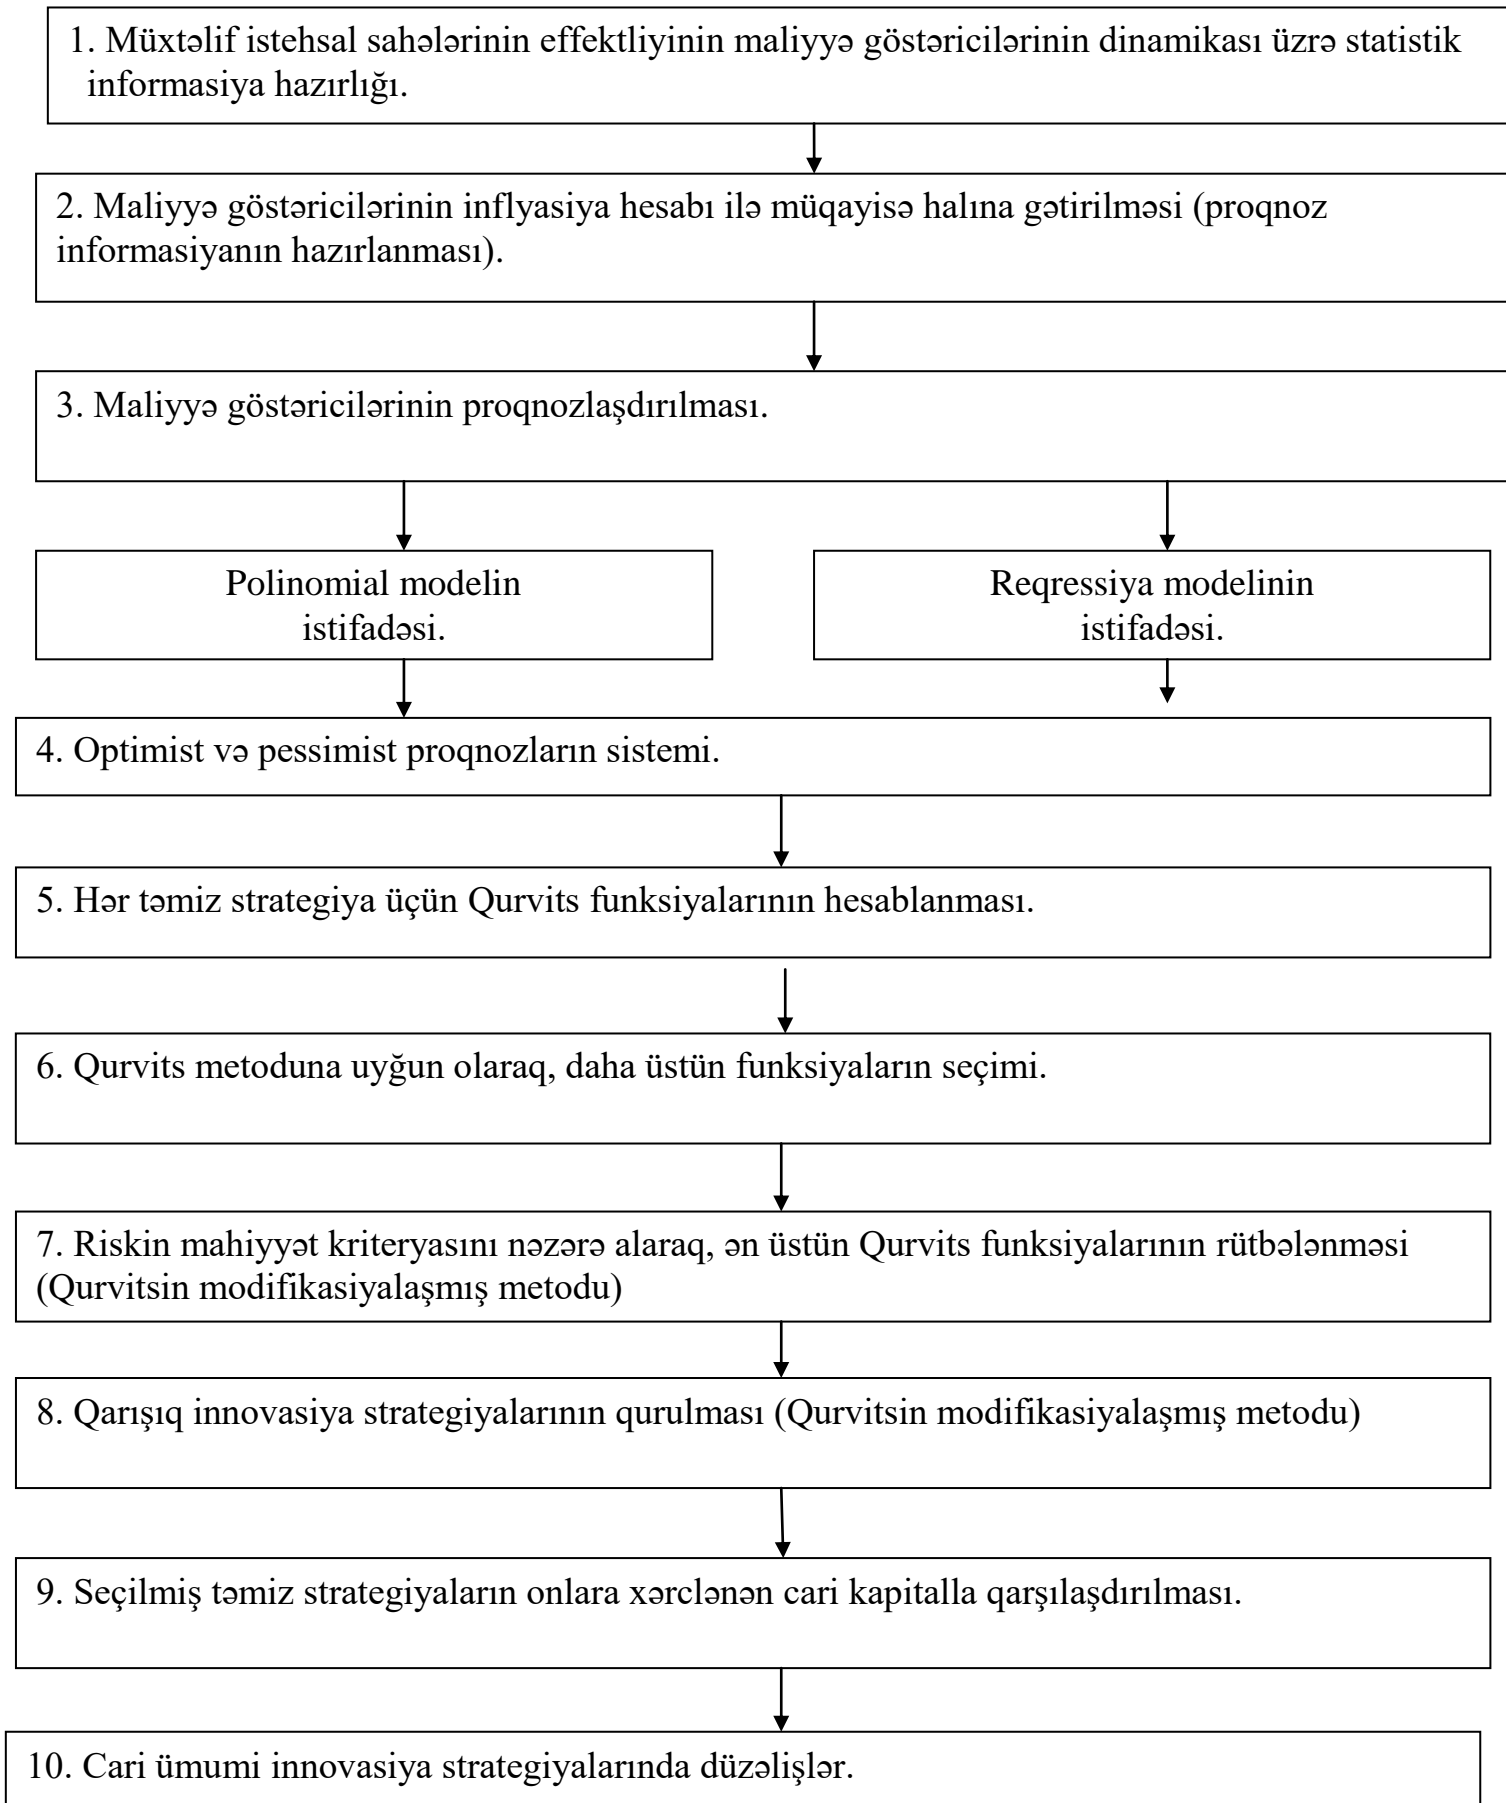 1. Müxtəlif istehsal sahələrinin effektliyinin maliyyə göstəricilərinin dinamikası üzrə statistik
informasiya hazırlığı.
2. Maliyyə göstəricilərinin inflyasiya hesabı ilə müqayisə halına gətirilməsi (proqnoz
informasiyanın hazırlanması).
3. Maliyyə göstəricilərinin proqnozlaşdırılması.
Polinomial modelin
istifadəsi.
Reqressiya modelinin
istifadəsi.
4. Optimist və pessimist proqnozların sistemi.
5. Hər təmiz strategiya üçün Qurvits funksiyalarının hesablanması.
6. Qurvits metoduna uyğun olaraq, daha üstün funksiyaların seçimi.
7. Riskin mahiyyət kriteryasını nəzərə alaraq, ən üstün Qurvits funksiyalarının rütbələnməsi
(Qurvitsin modifikasiyalaşmış metodu)
8. Qarışıq innovasiya strategiyalarının qurulması (Qurvitsin modifikasiyalaşmış metodu)
9. Seçilmiş təmiz strategiyaların onlara xərclənən cari kapitalla qarşılaşdırılması.
10. Cari ümumi innovasiya strategiyalarında düzəlişlər.